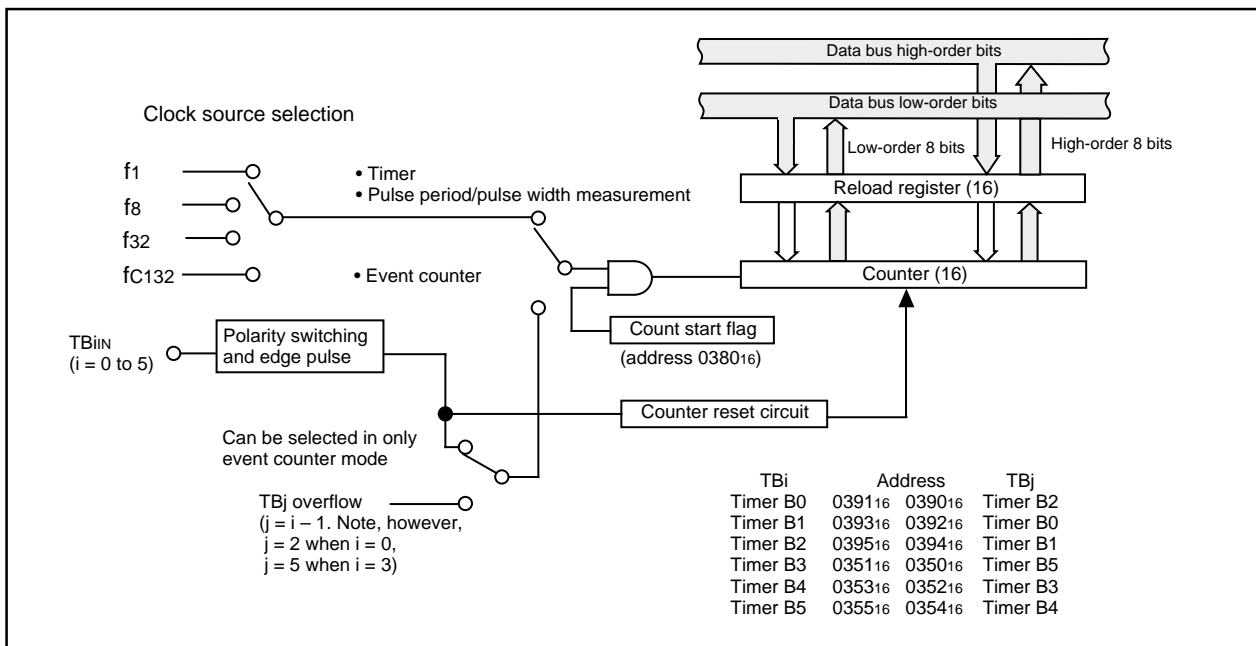 Data bus high-order bits
Data bus low-order bits
Clock source selection
Low-order 8 bits
High-order 8 bits
f1
• Timer
• Pulse period/pulse width measurement
Reload register (16)
f8
f32
fC132
• Event counter
Counter (16)
TBiIN
(i = 0 to 5)
Polarity switching
and edge pulse
Count start flag
(address 038016)
Counter reset circuit
Can be selected in only
event counter mode
TBj overflow
(j = i – 1. Note, however,
j = 2 when i = 0,
j = 5 when i = 3)
TBi Address TBj
Timer B0 039116 039016 Timer B2
Timer B1 039316 039216 Timer B0
Timer B2 039516 039416 Timer B1
Timer B3 035116 035016 Timer B5
Timer B4 035316 035216 Timer B3
Timer B5 035516 035416 Timer B4